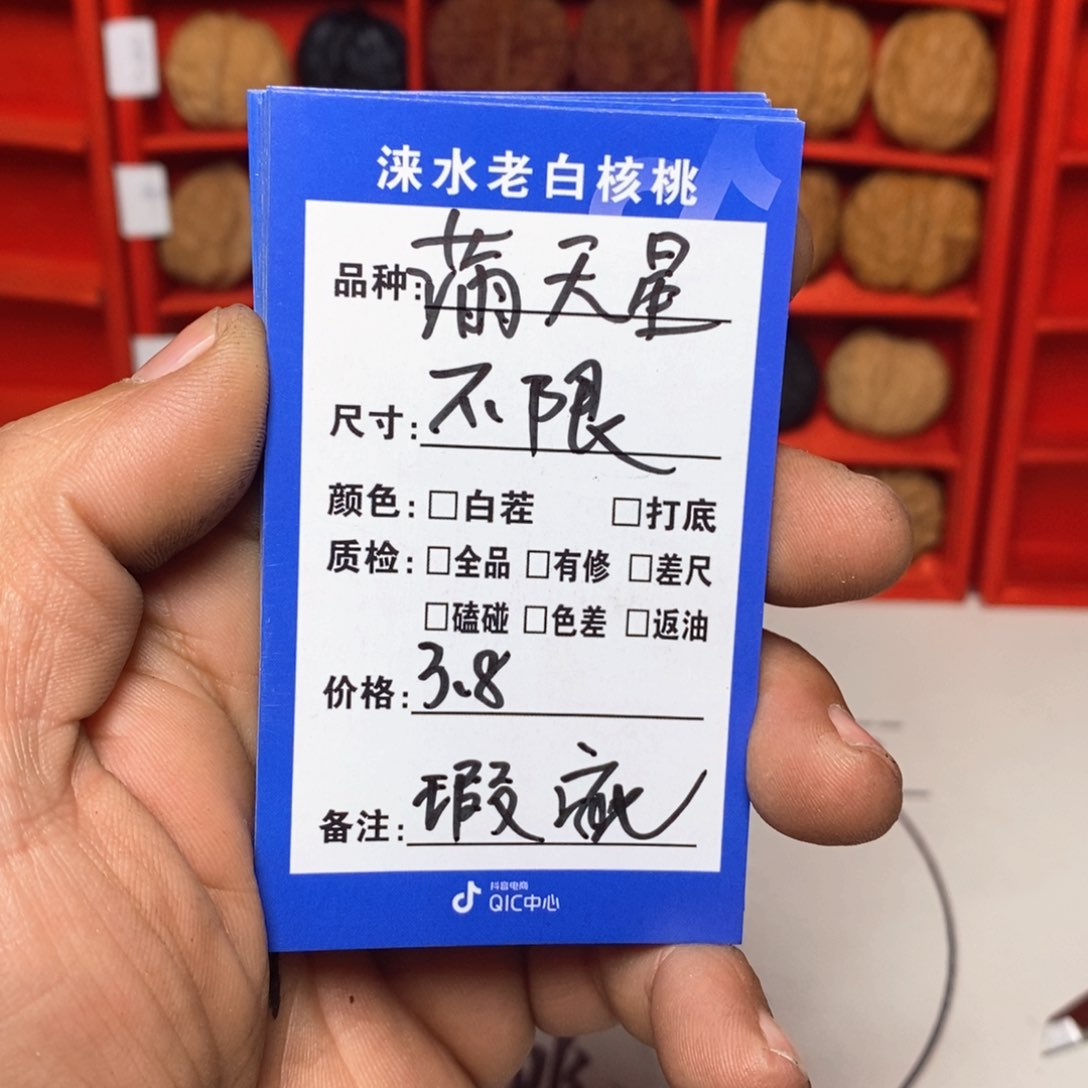 涞水老白核桃
品种:满天星
尺寸:不限
颜色:□白茬 □打底
质检:□全品 □有修 □差尺
□磕碰 □色差 □返油
价格:3.8
备注:瑕疵
抖音电商
QIC中心